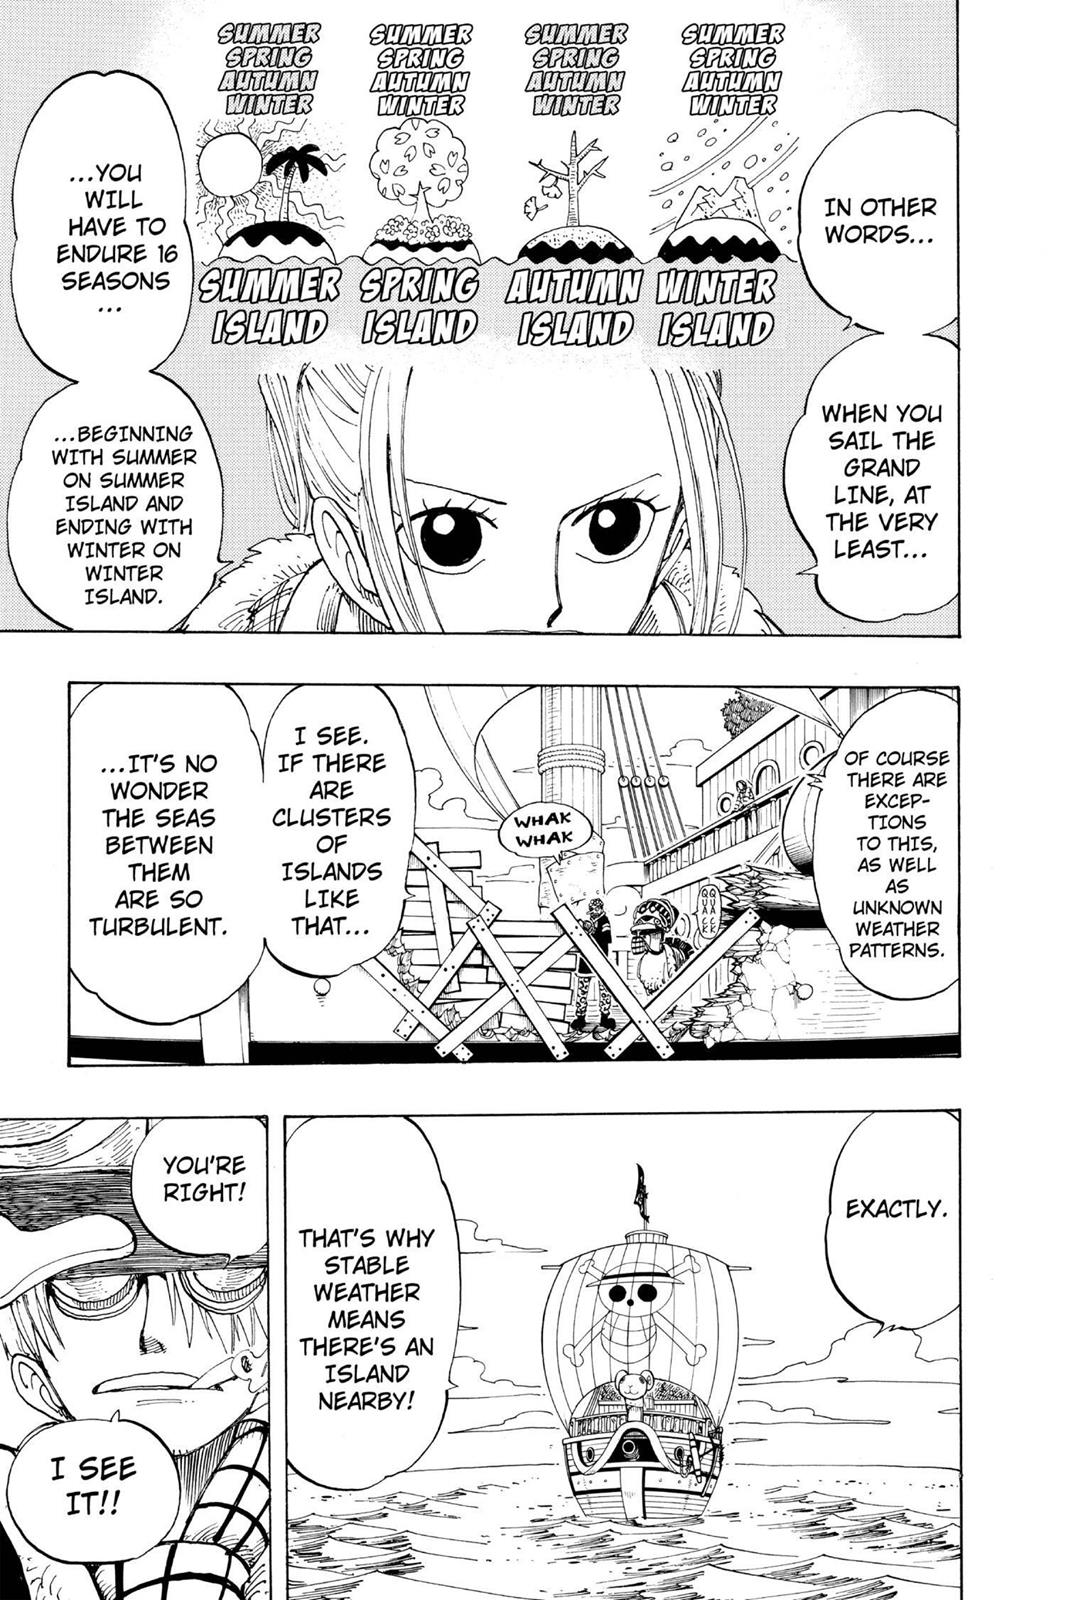 SUMMER
SPRING
AUTUMN
WINTER
SUMMER
SPRING
AUTUMN
WINTER
SUMMER
SPRING
AUTUMN
WINTER
SUMMER
SPRING
AUTUMN
WINTER
SUMMER
ISLAND
SPRING
ISLAND
AUTUMN
ISLAND
WINTER
ISLAND
IN OTHER
WORDS...
WHEN YOU
SAIL THE
GRAND
LINE, AT
THE VERY
LEAST...
...YOU
WILL
HAVE TO
ENDURE 16
SEASONS
...
...BEGINNING
WITH SUMMER
ON SUMMER
ISLAND AND
ENDING WITH
WINTER ON
WINTER
ISLAND.
OF COURSE
THERE ARE
EXCEP-
TIONS
TO THIS,
AS WELL
AS
UNKNOWN
WEATHER
PATTERNS.
QUACK
QUACK
WHAK
WHAK
I SEE.
IF THERE
ARE
CLUSTERS
OF
ISLANDS
LIKE
THAT...
...IT'S NO
WONDER
THE SEAS
BETWEEN
THEM
ARE SO
TURBULENT.
EXACTLY.
THAT'S WHY
STABLE
WEATHER
MEANS
THERE'S AN
ISLAND
NEARBY!
YOU'RE
RIGHT!
I SEE
IT!!